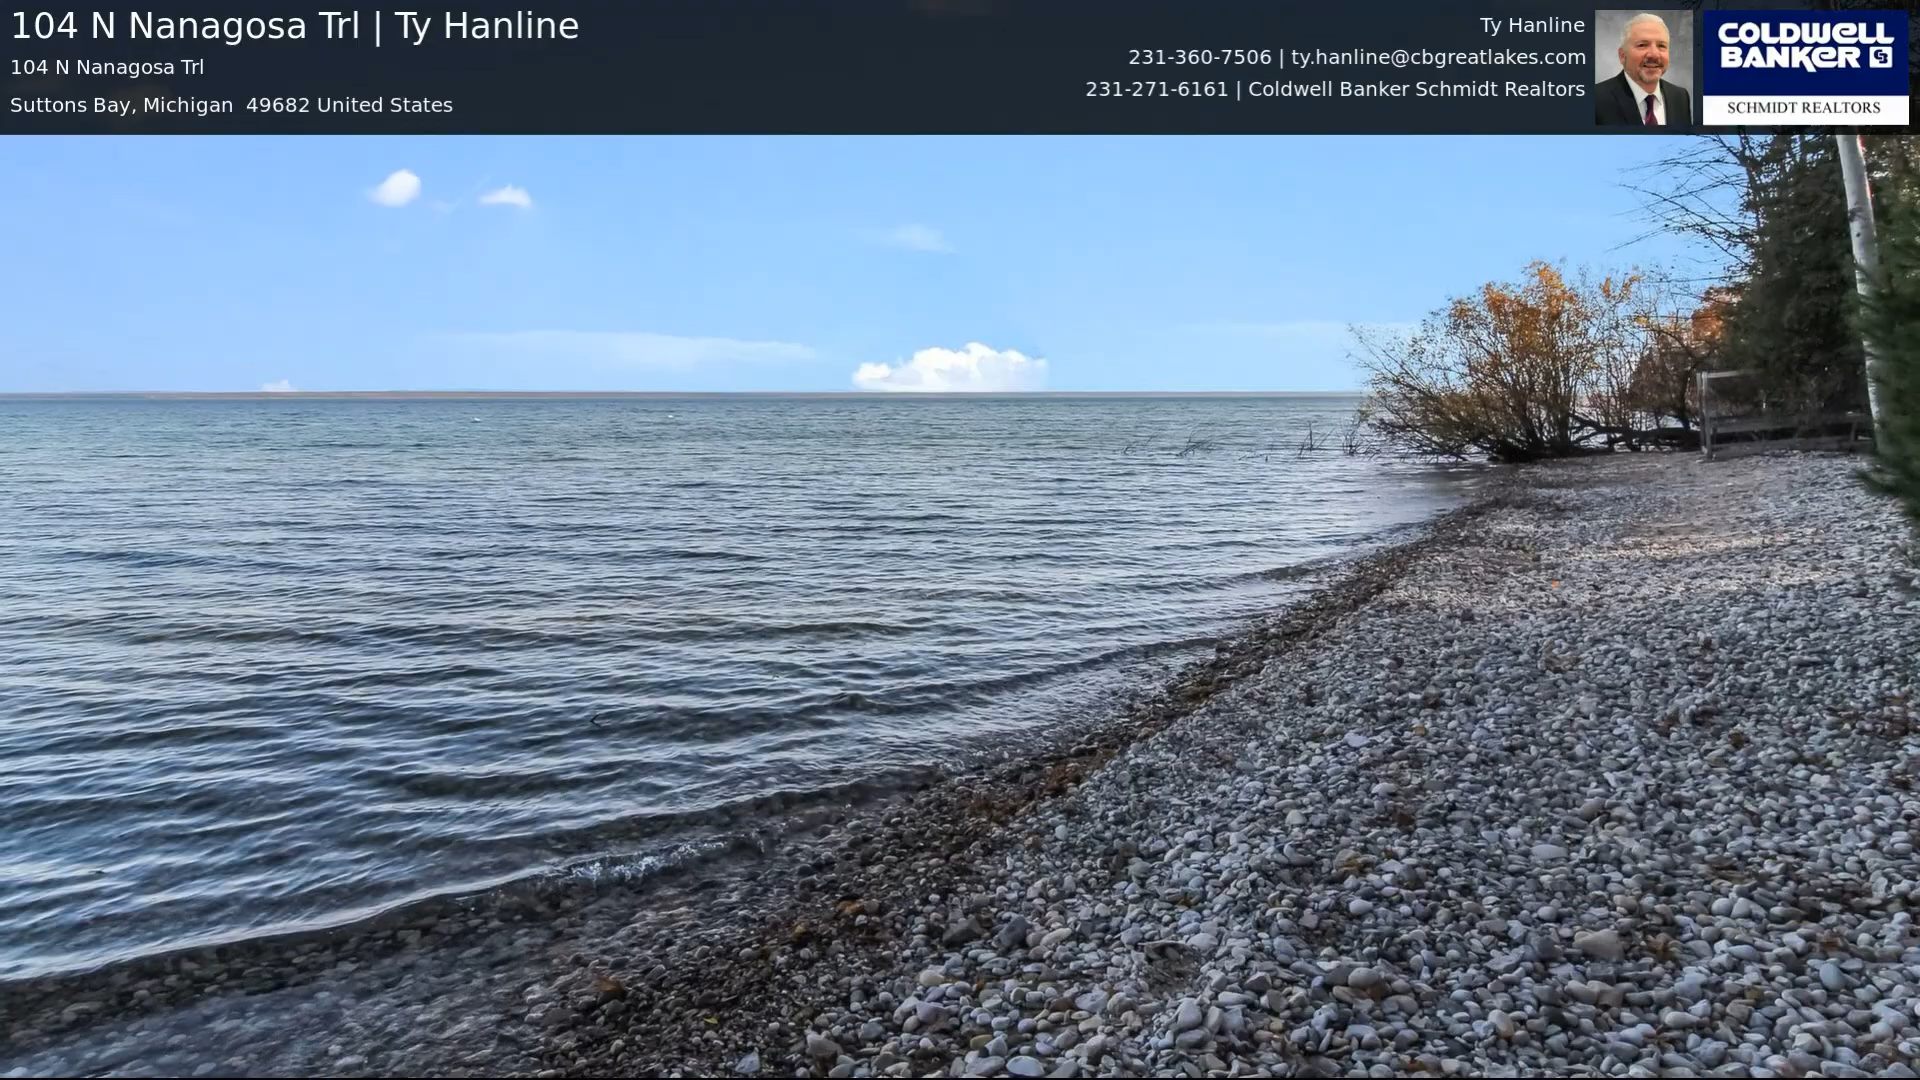 104 N Nanagosa Trl | Ty Hanline
104 N Nanagosa Trl
Suttons Bay, Michigan  49682 United States
Ty Hanline
231-360-7506 | ty.hanline@cbgreatlakes.com
231-271-6161 | Coldwell Banker Schmidt Realtors
COLDWELL
BANKER CB
SCHMIDT REALTORS